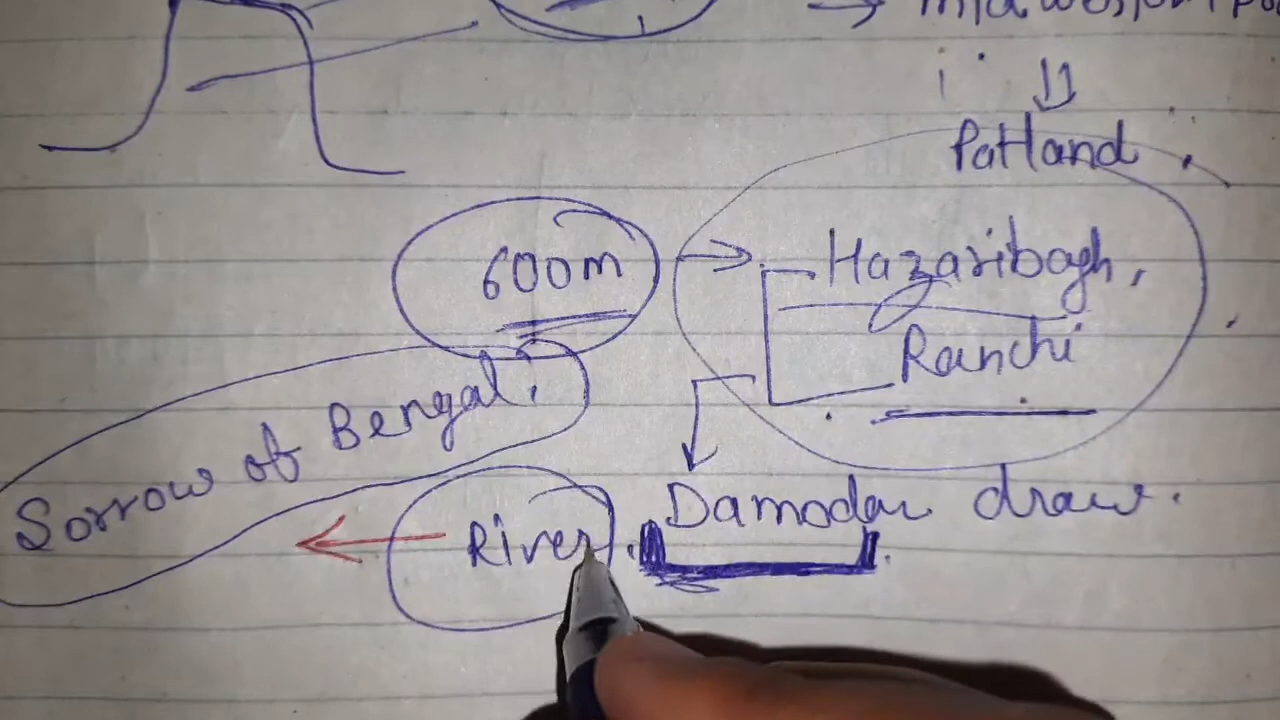 Patland.
600m → Hazaribagh,
Ranchi
Sorrow of Bengal.
Damodar draw.
River.